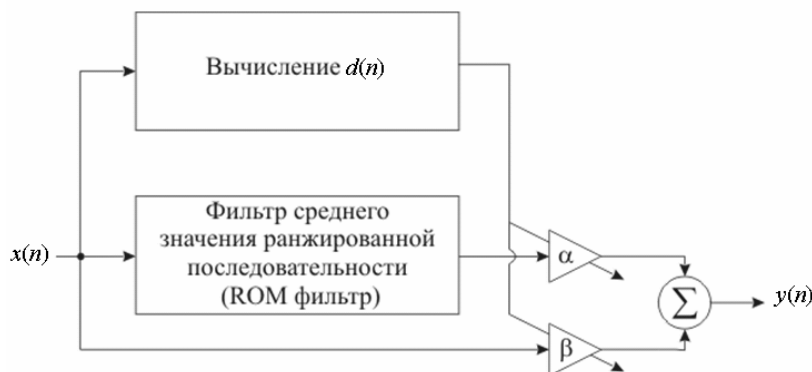 Вычисление d(n)
Фильтр среднего
значения ранжированной
последовательности
(ROM фильтр)
x(n)
α
β
Σ
y(n)